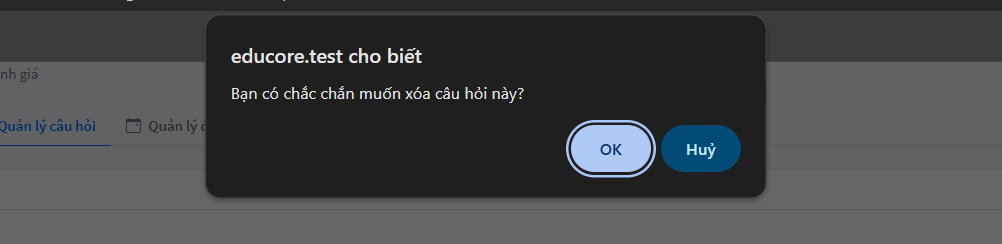 educore.test cho biết
Bạn có chắc chắn muốn xóa câu hỏi này?
OK
Huỷ
nh giá
Quản lý câu hỏi
Quản lý